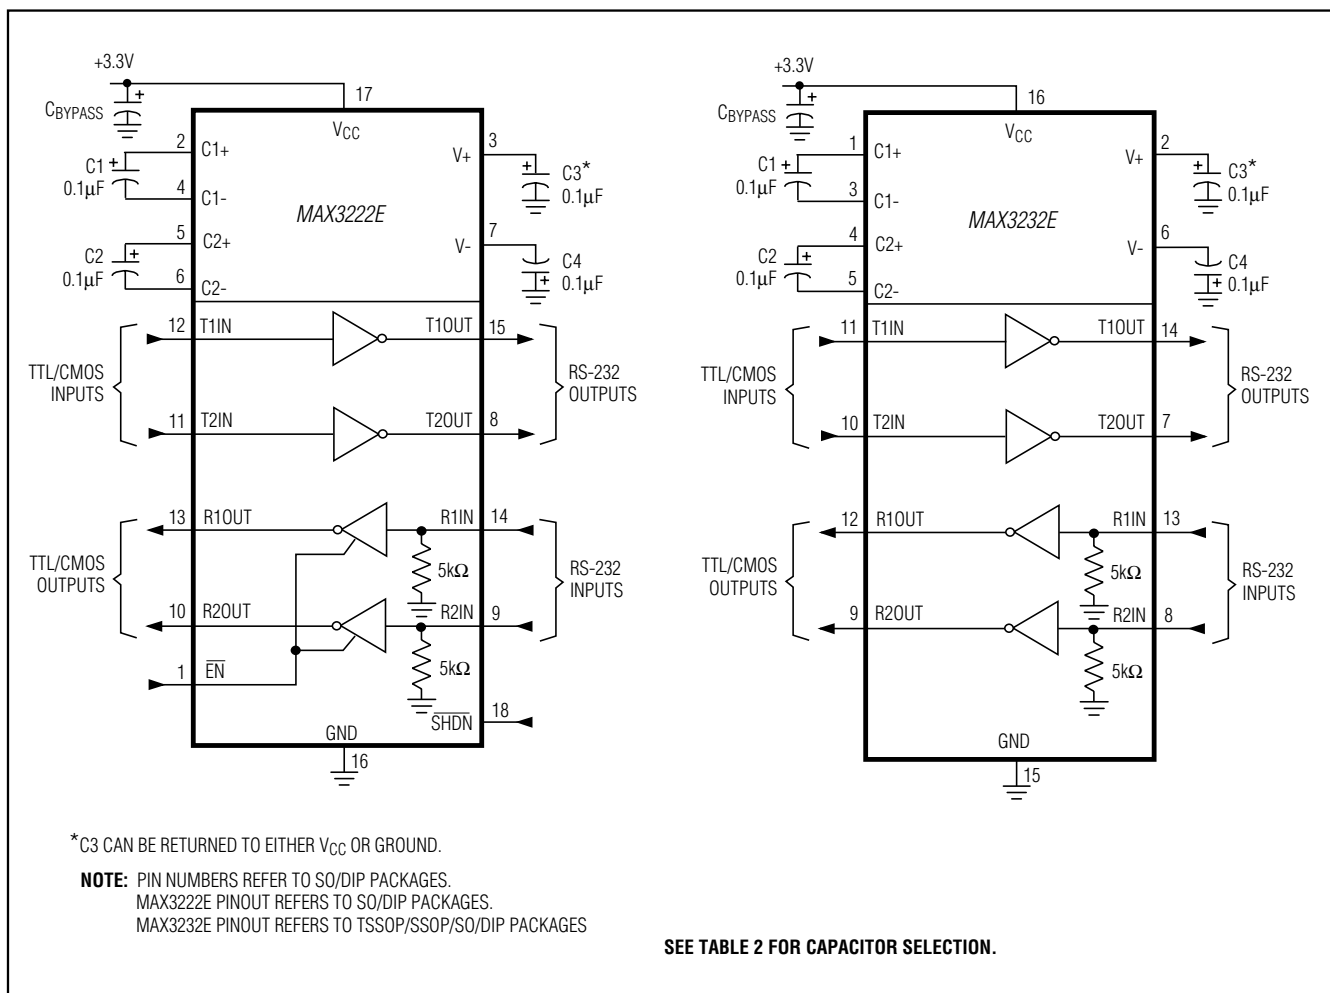 +3.3V
CBYPASS
+
17
VCC
2
C1+
C1
+
0.1µF
4
C1-
5
C2+
C2
+
0.1µF
6
C2-
MAX3222E
3
V+
+
C3*
0.1µF
7
V-
C4
+
0.1µF
TTL/CMOS
INPUTS
12
T1IN
T1OUT
15
11
T2IN
T2OUT
8
RS-232
OUTPUTS
TTL/CMOS
OUTPUTS
13
R1OUT
R1IN
14
5kΩ
10
R2OUT
R2IN
9
5kΩ
RS-232
INPUTS
1
EN
SHDN
18
GND
16
+3.3V
CBYPASS
+
16
VCC
1
C1+
C1
+
0.1µF
3
C1-
4
C2+
C2
+
0.1µF
5
C2-
MAX3232E
2
V+
+
C3*
0.1µF
6
V-
C4
+
0.1µF
TTL/CMOS
INPUTS
11
T1IN
T1OUT
14
10
T2IN
T2OUT
7
RS-232
OUTPUTS
TTL/CMOS
OUTPUTS
12
R1OUT
R1IN
13
5kΩ
9
R2OUT
R2IN
8
5kΩ
RS-232
INPUTS
GND
15
*C3 CAN BE RETURNED TO EITHER VCC OR GROUND.
NOTE: PIN NUMBERS REFER TO SO/DIP PACKAGES.
MAX3222E PINOUT REFERS TO SO/DIP PACKAGES.
MAX3232E PINOUT REFERS TO TSSOP/SSOP/SO/DIP PACKAGES
SEE TABLE 2 FOR CAPACITOR SELECTION.